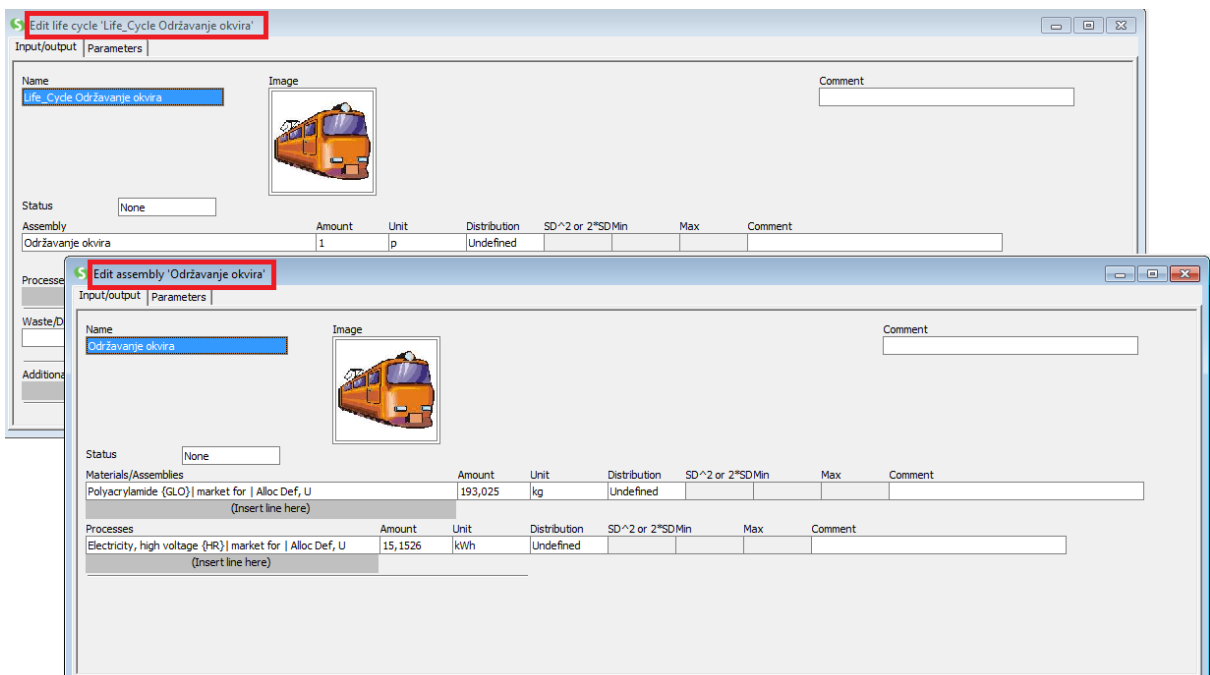 Edit life cycle 'Life_Cycle Održavanje okvira'
Input/output Parameters
Name Image Comment
Life_Cycle Održavanje okvira
Status None
Assembly Amount Unit Distribution SD^2 or 2*SD Min Max Comment
Održavanje okvira 1 p Undefined
Processe
Waste/D
Additiona
Edit assembly 'Održavanje okvira'
Input/output Parameters
Name Image Comment
Održavanje okvira
Status None
Materials/Assemblies Amount Unit Distribution SD^2 or 2*SD Min Max Comment
Polyacrylamide {GLO}| market for | Alloc Def, U 193,025 kg Undefined
(Insert line here)
Processes Amount Unit Distribution SD^2 or 2*SD Min Max Comment
Electricity, high voltage {HR}| market for | Alloc Def, U 15,1526 kWh Undefined
(Insert line here)